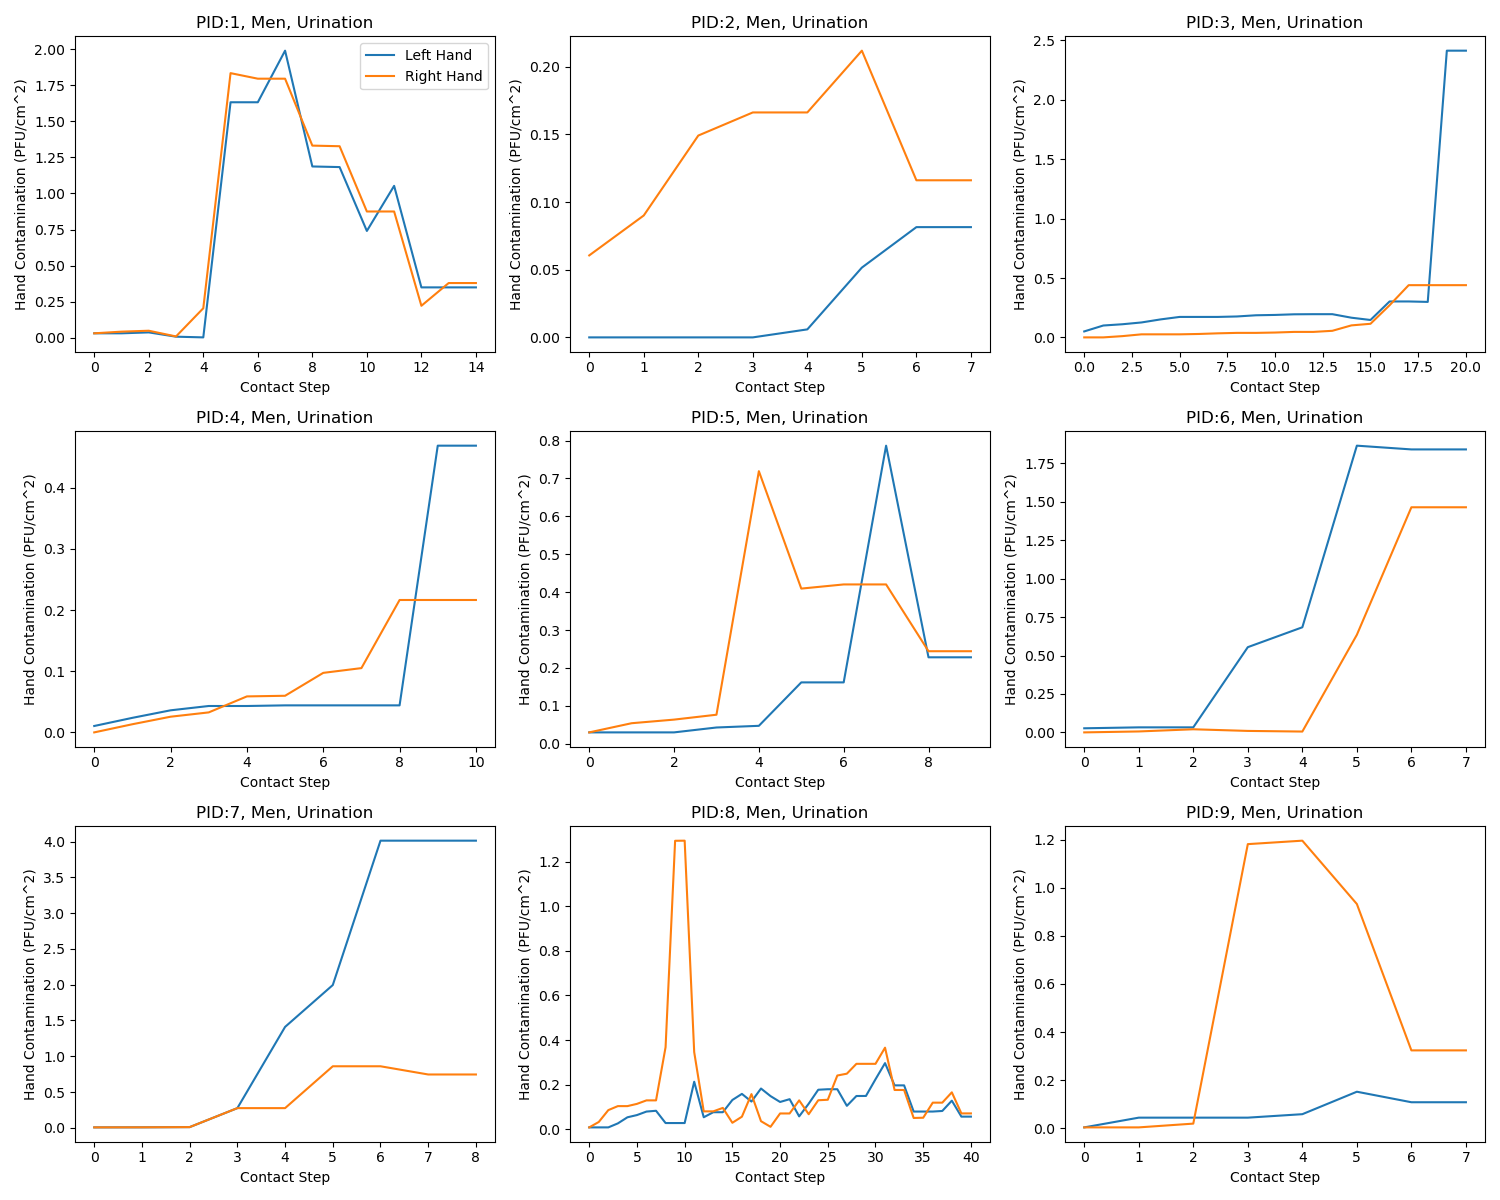 PID:1, Men, Urination
Hand Contamination (PFU/cm^2)
2.00
1.75
1.50
1.25
1.00
0.75
0.50
0.25
0.00
Left Hand
Right Hand
0 2 4 6 8 10 12 14
Contact Step
PID:2, Men, Urination
Hand Contamination (PFU/cm^2)
0.20
0.15
0.10
0.05
0.00
0 1 2 3 4 5 6 7
Contact Step
PID:3, Men, Urination
Hand Contamination (PFU/cm^2)
2.5
2.0
1.5
1.0
0.5
0.0
0.0 2.5 5.0 7.5 10.0 12.5 15.0 17.5 20.0
Contact Step
PID:4, Men, Urination
Hand Contamination (PFU/cm^2)
0.4
0.3
0.2
0.1
0.0
0 2 4 6 8 10
Contact Step
PID:5, Men, Urination
Hand Contamination (PFU/cm^2)
0.8
0.7
0.6
0.5
0.4
0.3
0.2
0.1
0.0
0 2 4 6 8
Contact Step
PID:6, Men, Urination
Hand Contamination (PFU/cm^2)
1.75
1.50
1.25
1.00
0.75
0.50
0.25
0.00
0 1 2 3 4 5 6 7
Contact Step
PID:7, Men, Urination
Hand Contamination (PFU/cm^2)
4.0
3.5
3.0
2.5
2.0
1.5
1.0
0.5
0.0
0 1 2 3 4 5 6 7 8
Contact Step
PID:8, Men, Urination
Hand Contamination (PFU/cm^2)
1.2
1.0
0.8
0.6
0.4
0.2
0.0
0 5 10 15 20 25 30 35 40
Contact Step
PID:9, Men, Urination
Hand Contamination (PFU/cm^2)
1.2
1.0
0.8
0.6
0.4
0.2
0.0
0 1 2 3 4 5 6 7
Contact Step